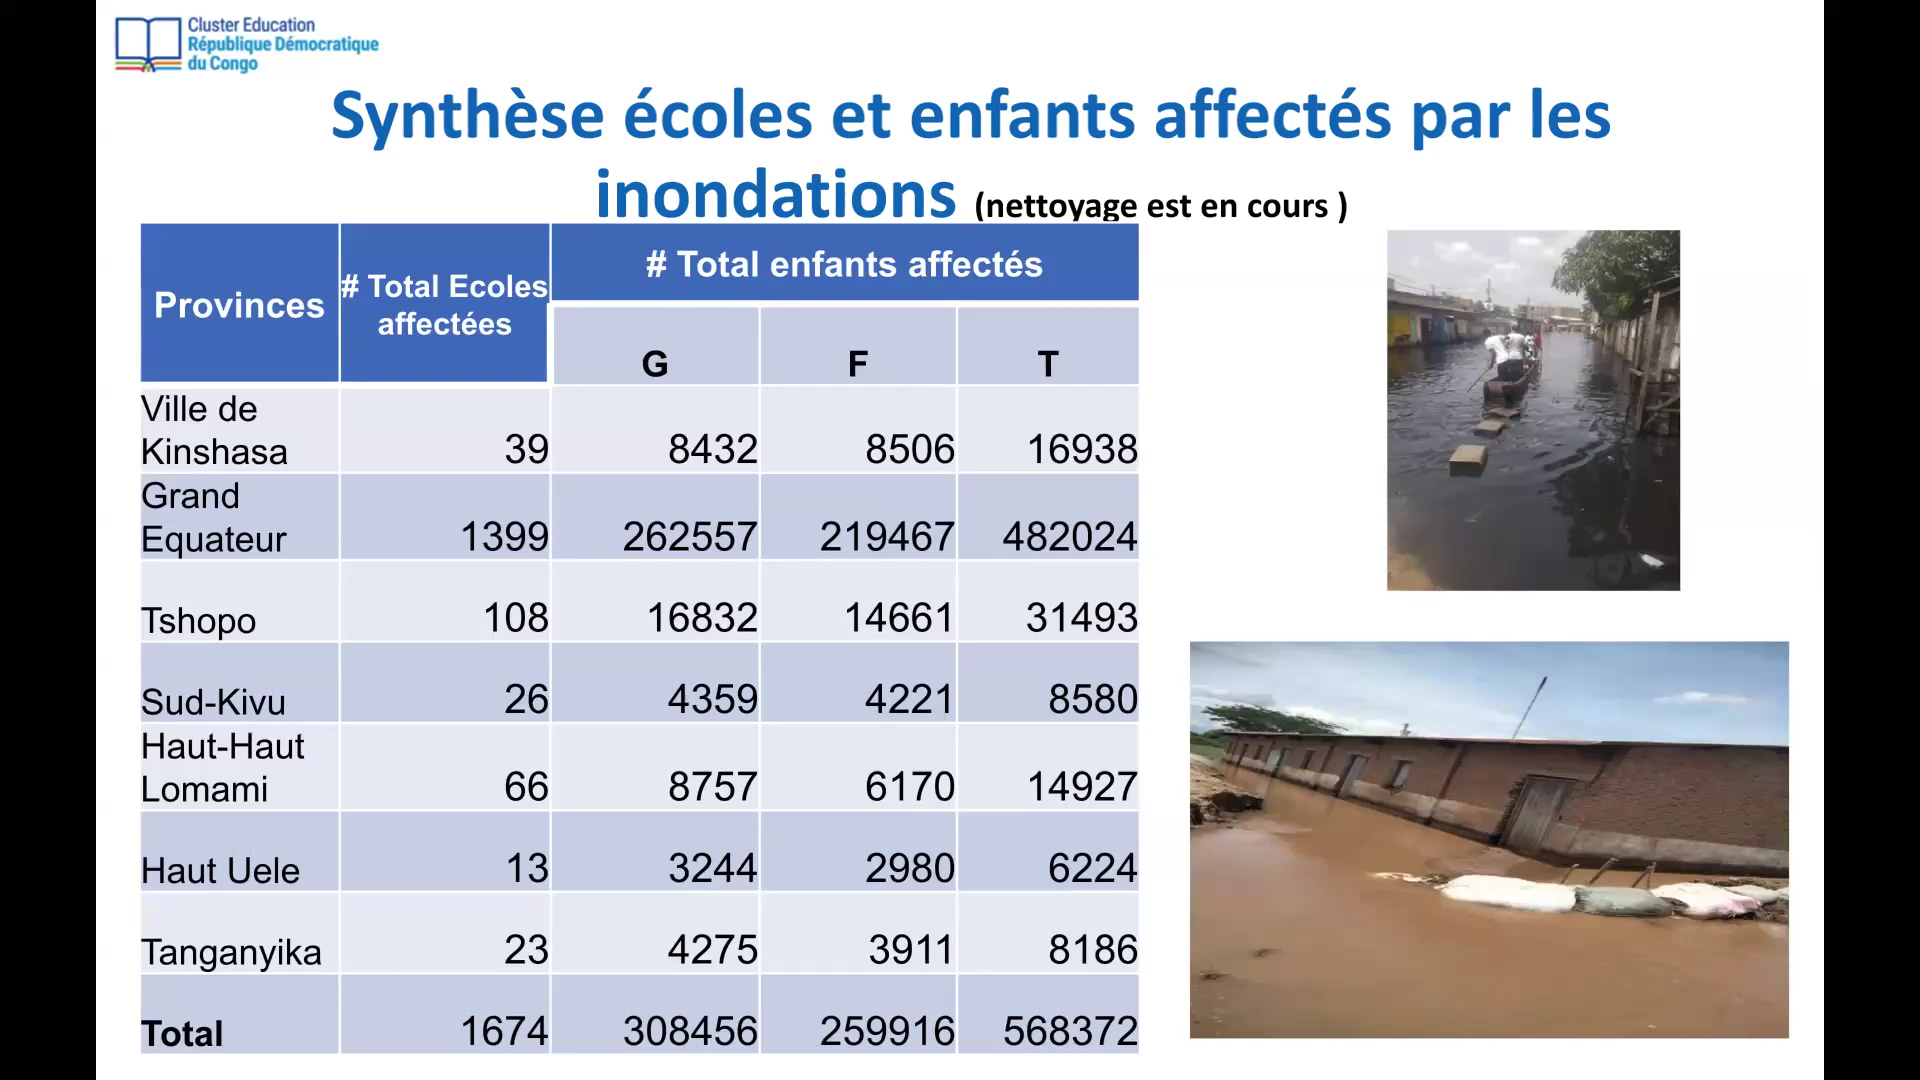 Cluster Education
République Démocratique
du Congo
Synthèse écoles et enfants affectés par les
inondations (nettoyage est en cours )
Provinces
# Total Ecoles
affectées
# Total enfants affectés
G F T
Ville de
Kinshasa 39 8432 8506 16938
Grand
Equateur 1399 262557 219467 482024
Tshopo 108 16832 14661 31493
Sud-Kivu 26 4359 4221 8580
Haut-Haut
Lomami 66 8757 6170 14927
Haut Uele 13 3244 2980 6224
Tanganyika 23 4275 3911 8186
Total 1674 308456 259916 568372